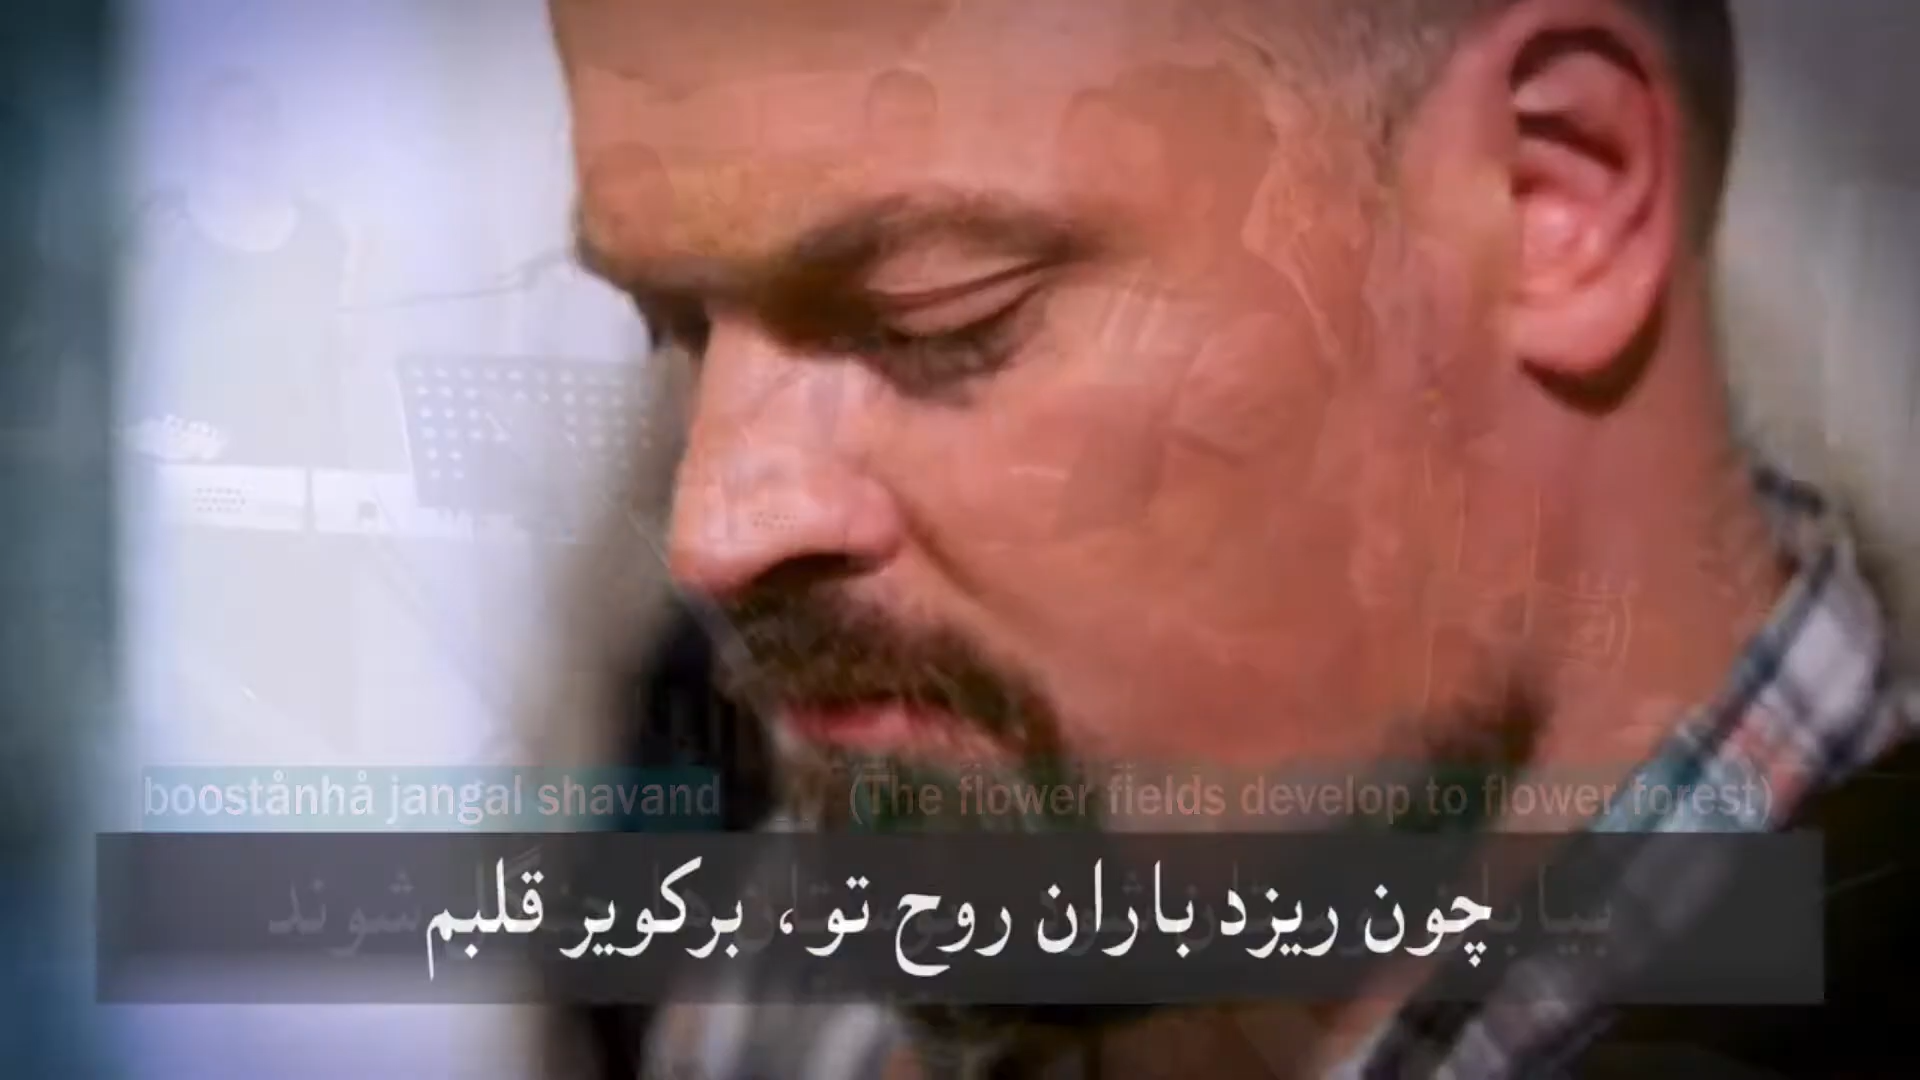 boostånhå jangal shavand (The flower fields develop to flower forest)
چون ریزد باران روح تو ، برکویر قلبم